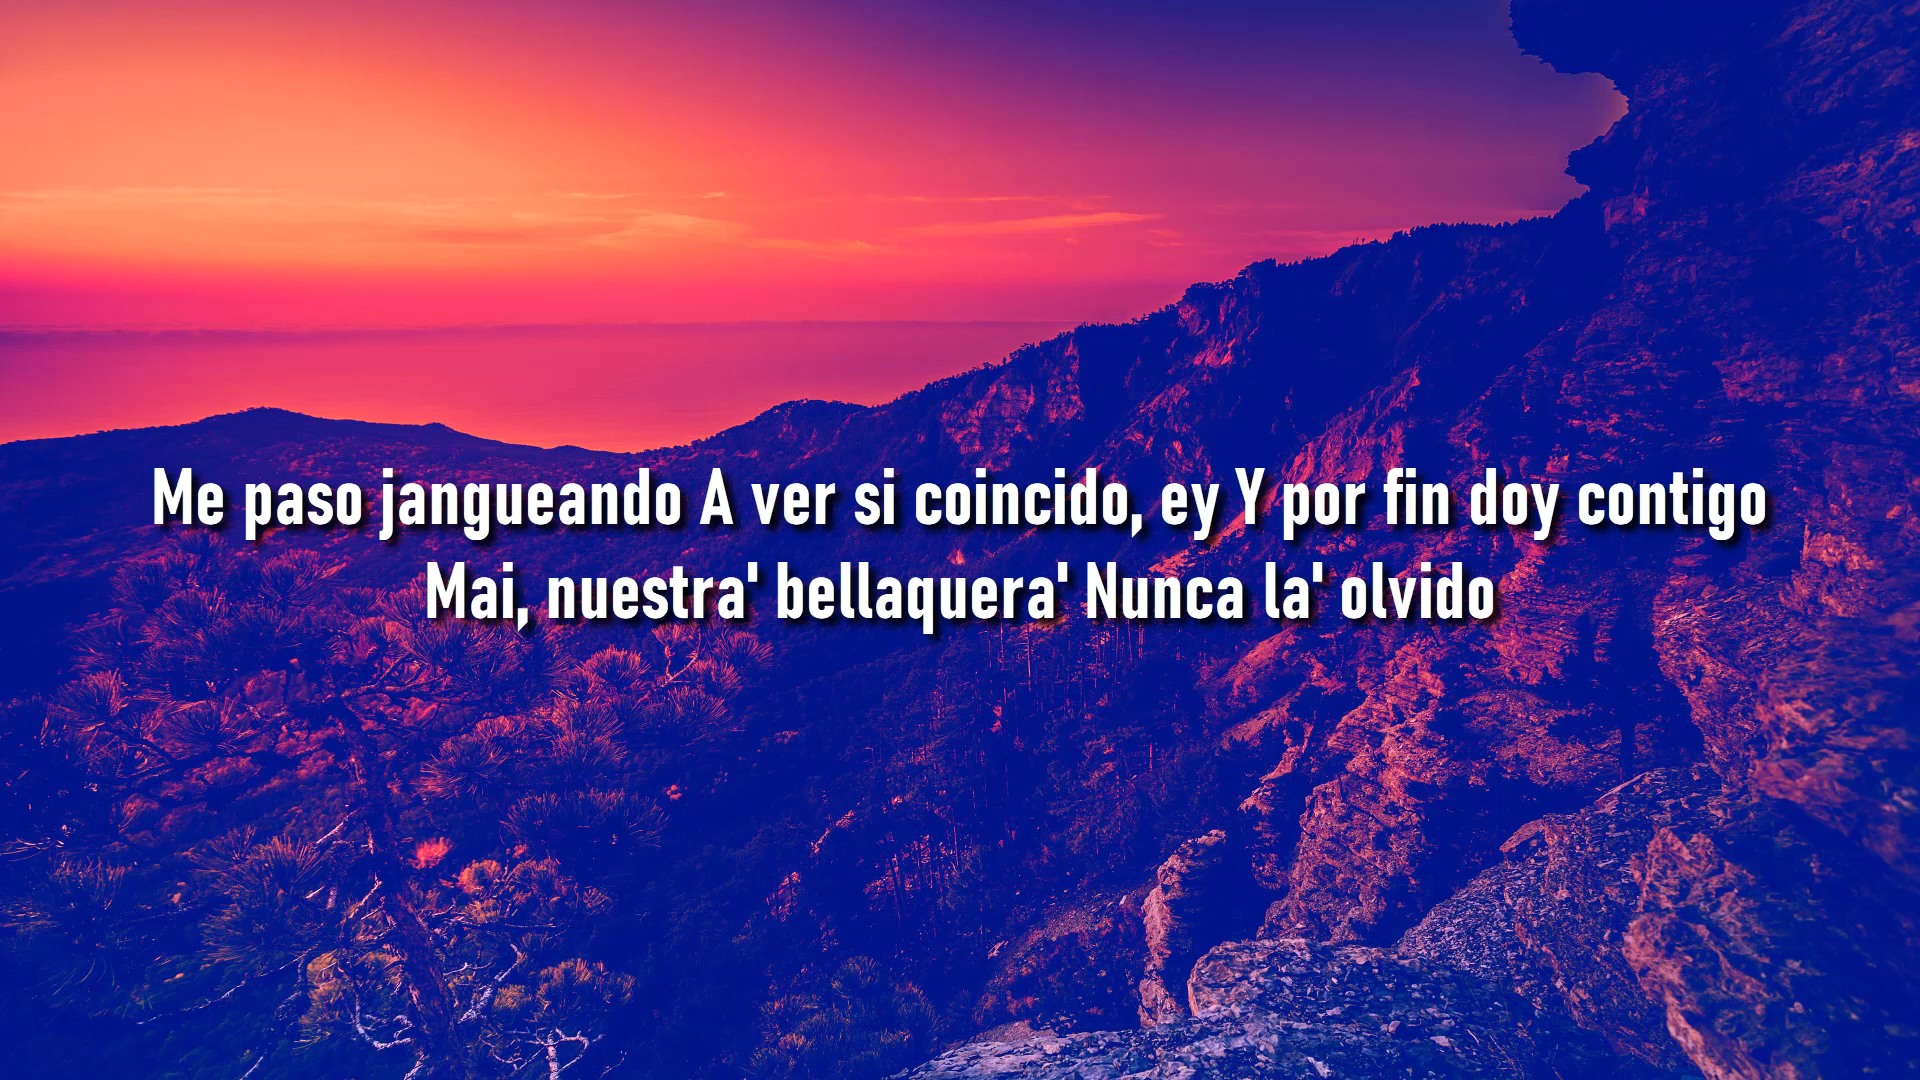 Me paso jangueando A ver si coincido, ey Y por fin doy contigo
Mai, nuestra' bellaquera' Nunca la' olvido